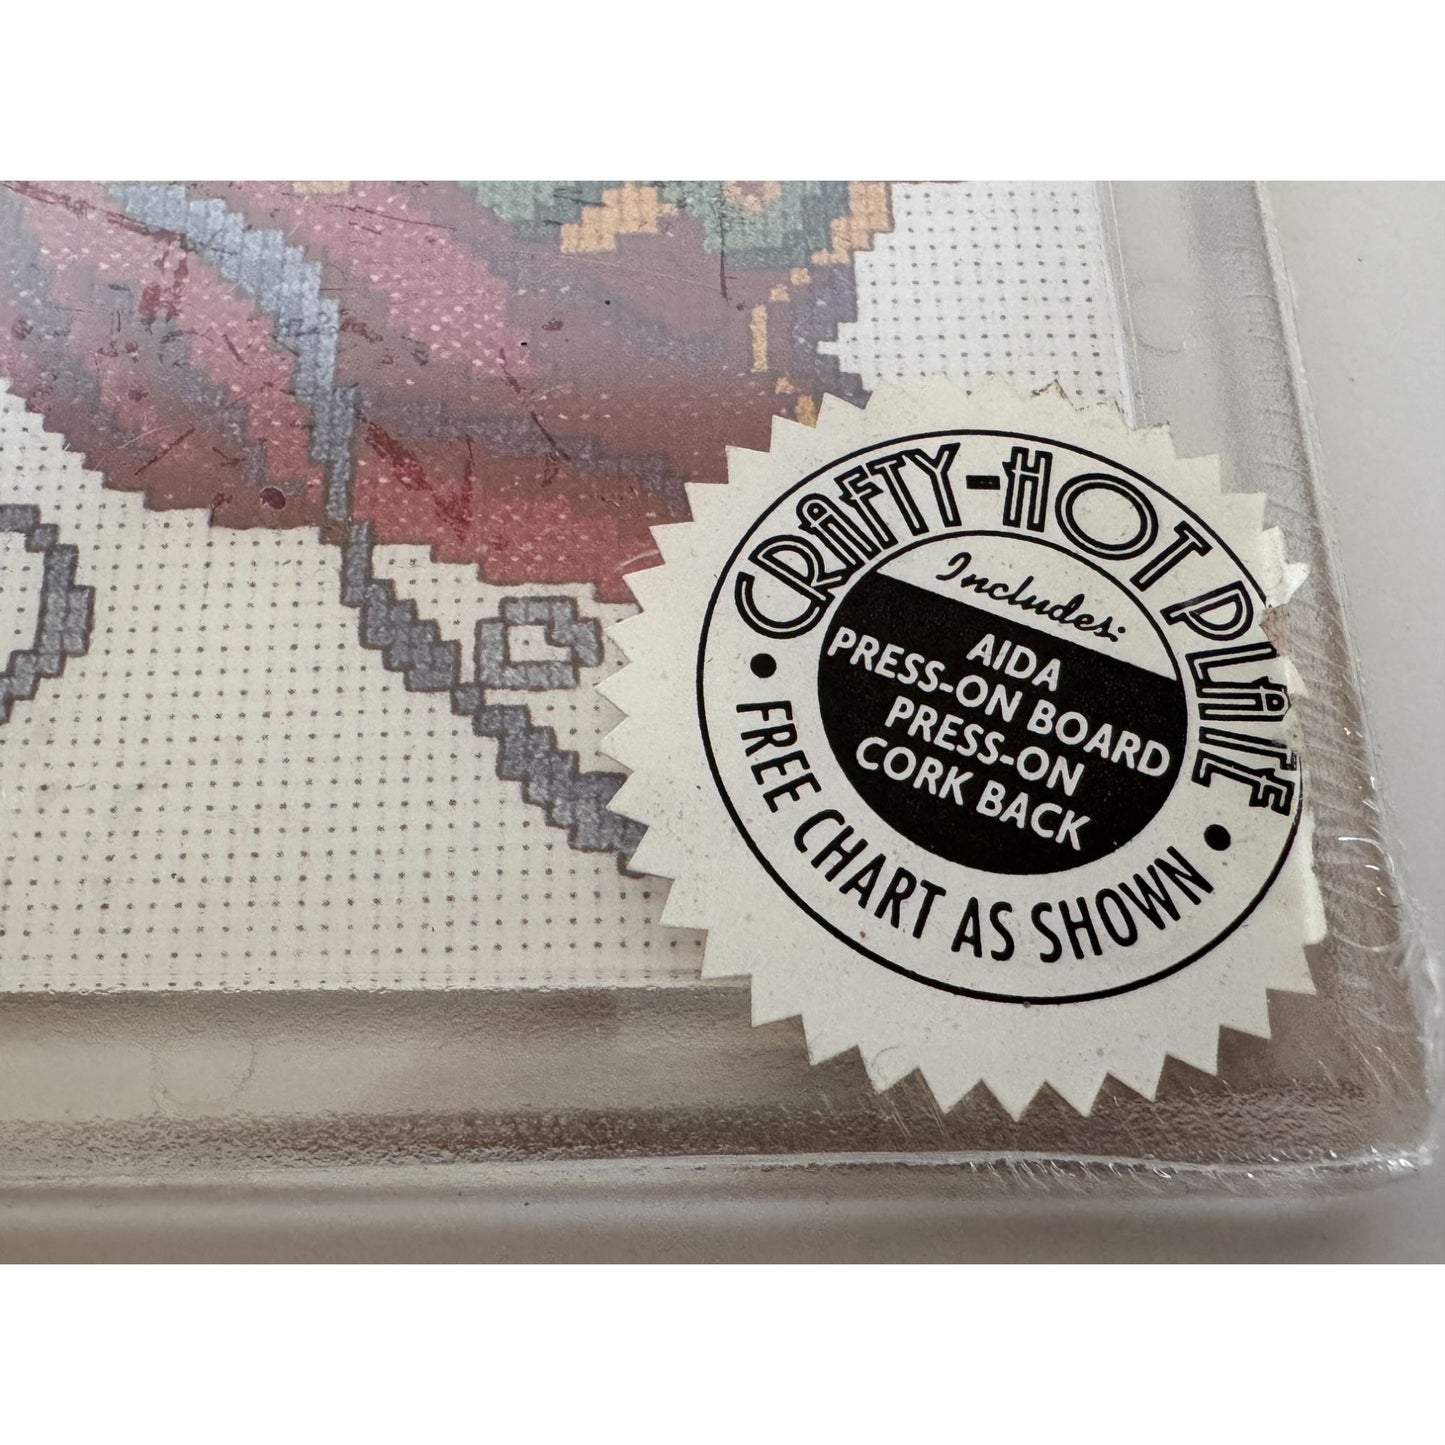 CRAFTY-HOT PLATE
Includes:
AIDA
PRESS-ON BOARD
PRESS-ON
CORK BACK
• FREE CHART AS SHOWN •